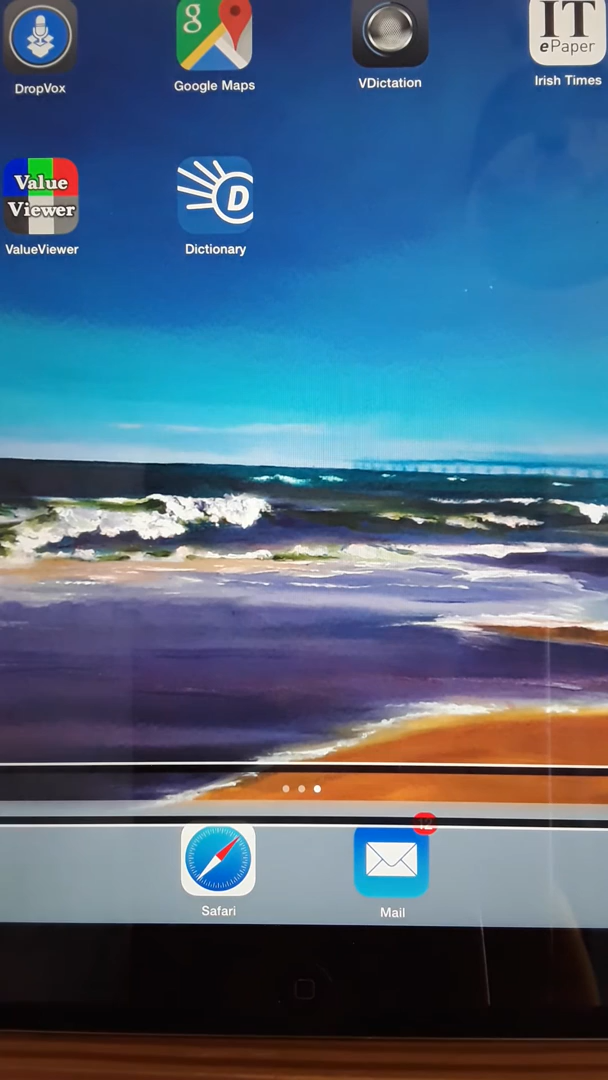 DropVox
g
Google Maps
VDictation
IT
ePaper
Irish Times
Value
Viewer
ValueViewer
D
Dictionary
Safari
Mail